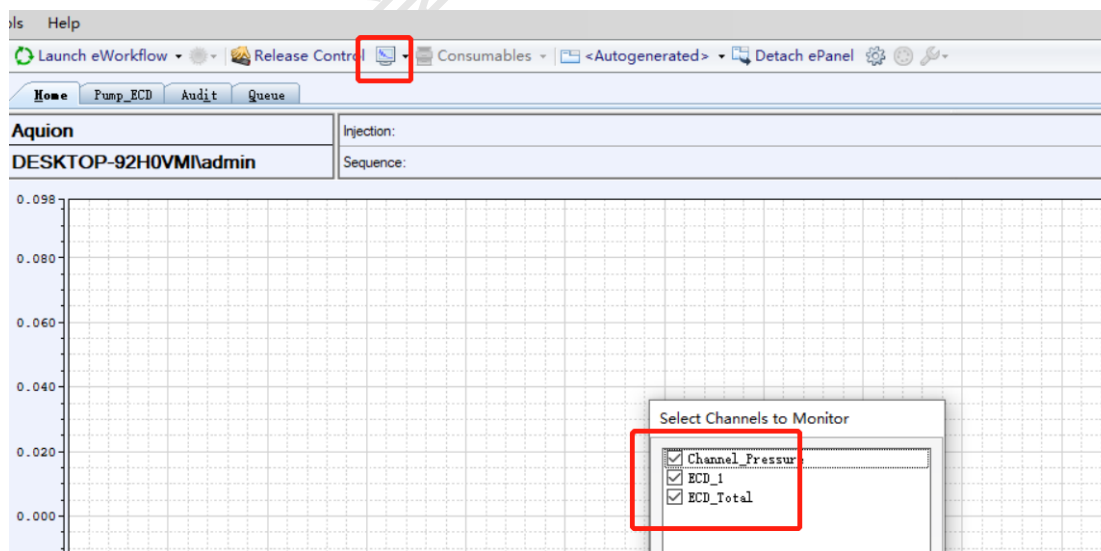 Help
Launch eWorkflow Release Control Consumables <Autogenerated> Detach ePanel
Home Pump_ECD Audit Queue
Aquion Injection:
DESKTOP-92H0VMI\admin Sequence:
0.098
0.080
0.060
0.040
Select Channels to Monitor
0.020
Channel_Pressure
ECD_1
ECD_Total
0.000